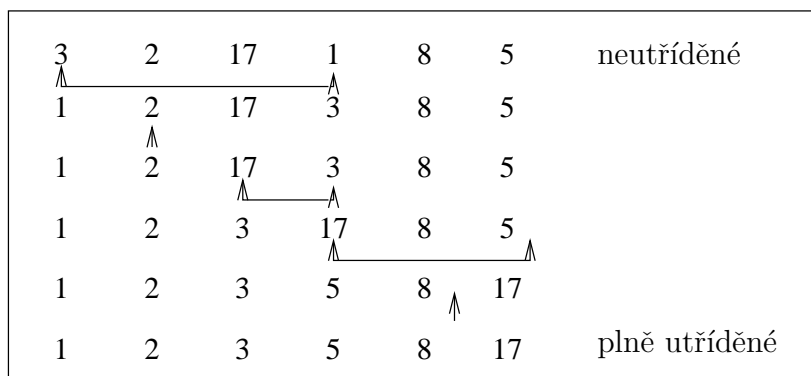 3 2 17 1 8 5 neutříděné
1 2 17 3 8 5
1 2 17 3 8 5
1 2 3 17 8 5
1 2 3 5 8 17
1 2 3 5 8 17 plně utříděné